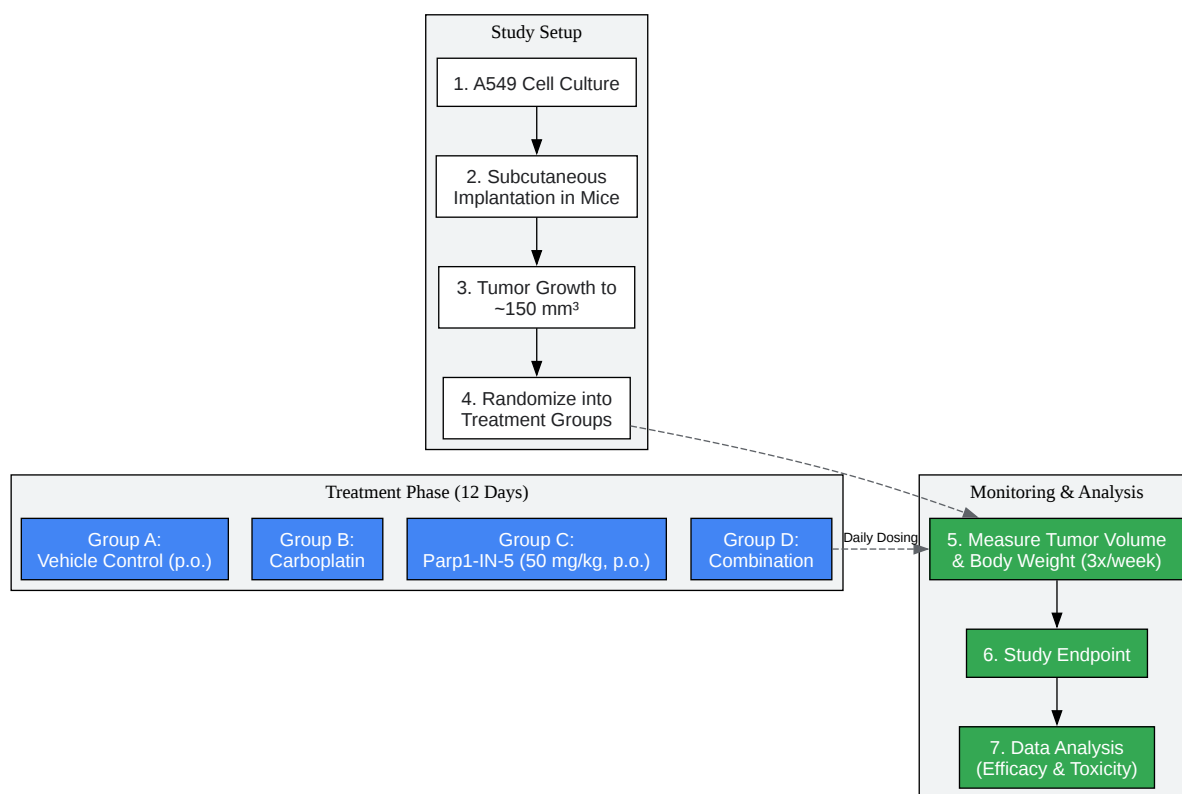 Study Setup
1. A549 Cell Culture
2. Subcutaneous
Implantation in Mice
3. Tumor Growth to
~150 mm³
4. Randomize into
Treatment Groups
Treatment Phase (12 Days)
Group A:
Vehicle Control (p.o.)
Group B:
Carboplatin
Group C:
Parp1-IN-5 (50 mg/kg, p.o.)
Group D:
Combination
Daily Dosing
Monitoring & Analysis
5. Measure Tumor Volume
& Body Weight (3x/week)
6. Study Endpoint
7. Data Analysis
(Efficacy & Toxicity)